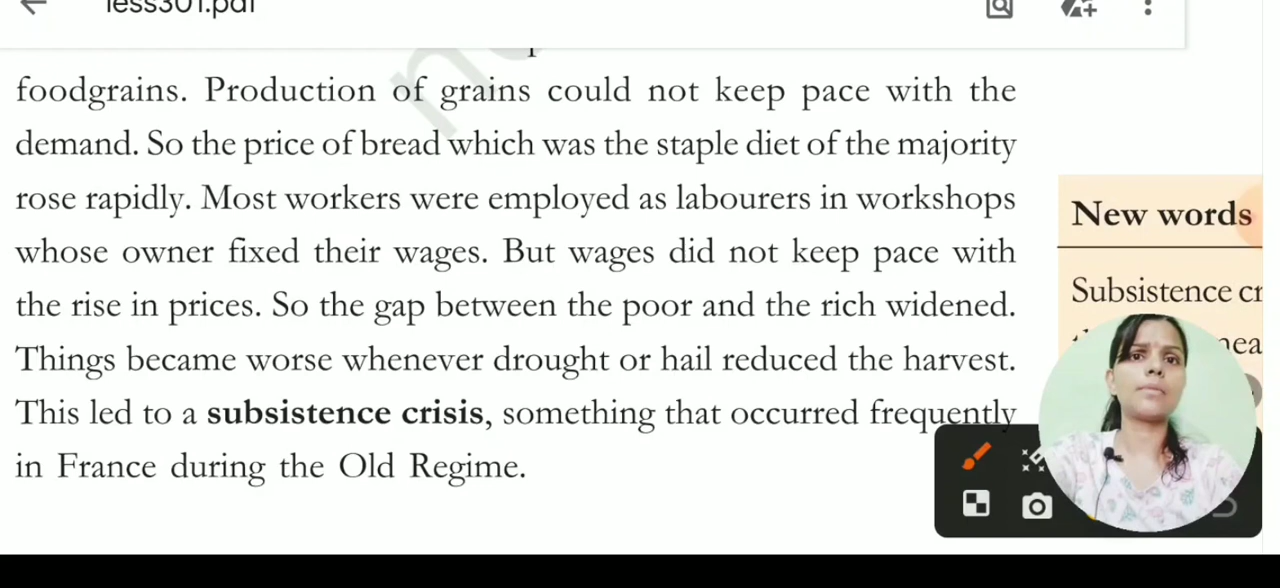 less301.pdf
foodgrains. Production of grains could not keep pace with the
demand. So the price of bread which was the staple diet of the majority
rose rapidly. Most workers were employed as labourers in workshops
whose owner fixed their wages. But wages did not keep pace with
the rise in prices. So the gap between the poor and the rich widened.
Things became worse whenever drought or hail reduced the harvest.
This led to a subsistence crisis, something that occurred frequently
in France during the Old Regime.
New words
Subsistence